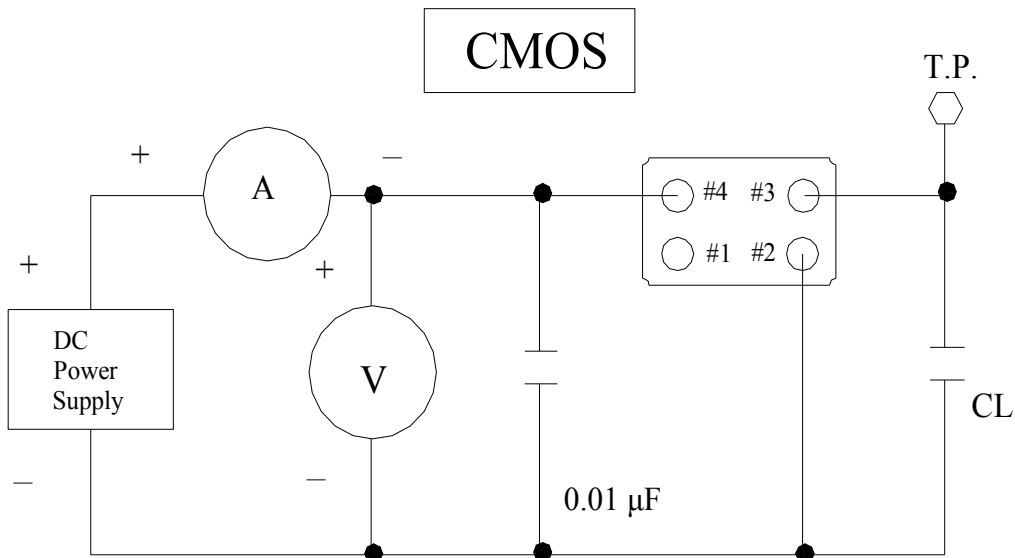 CMOS
T.P.
+
–
A
#4 #3
#1 #2
+
+
DC
Power
Supply
V
CL
–
–
0.01 µF